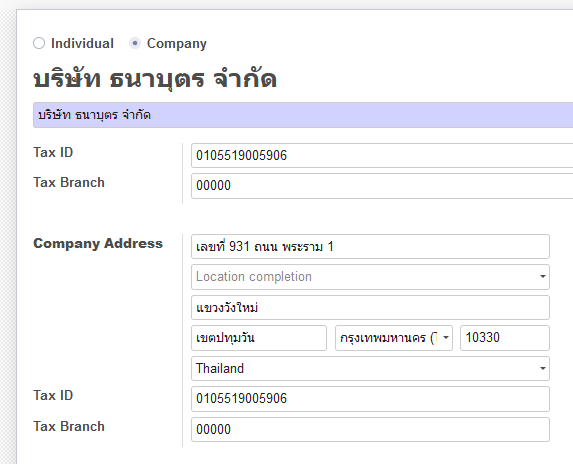 Individual Company
บริษัท ธนาบุตร จำกัด
บริษัท ธนาบุตร จำกัด
Tax ID 0105519005906
Tax Branch 00000
Company Address เลขที่ 931 ถนน พระราม 1
Location completion
แขวงวังใหม่
เขตปทุมวัน กรุงเทพมหานคร (T 10330
Thailand
Tax ID 0105519005906
Tax Branch 00000